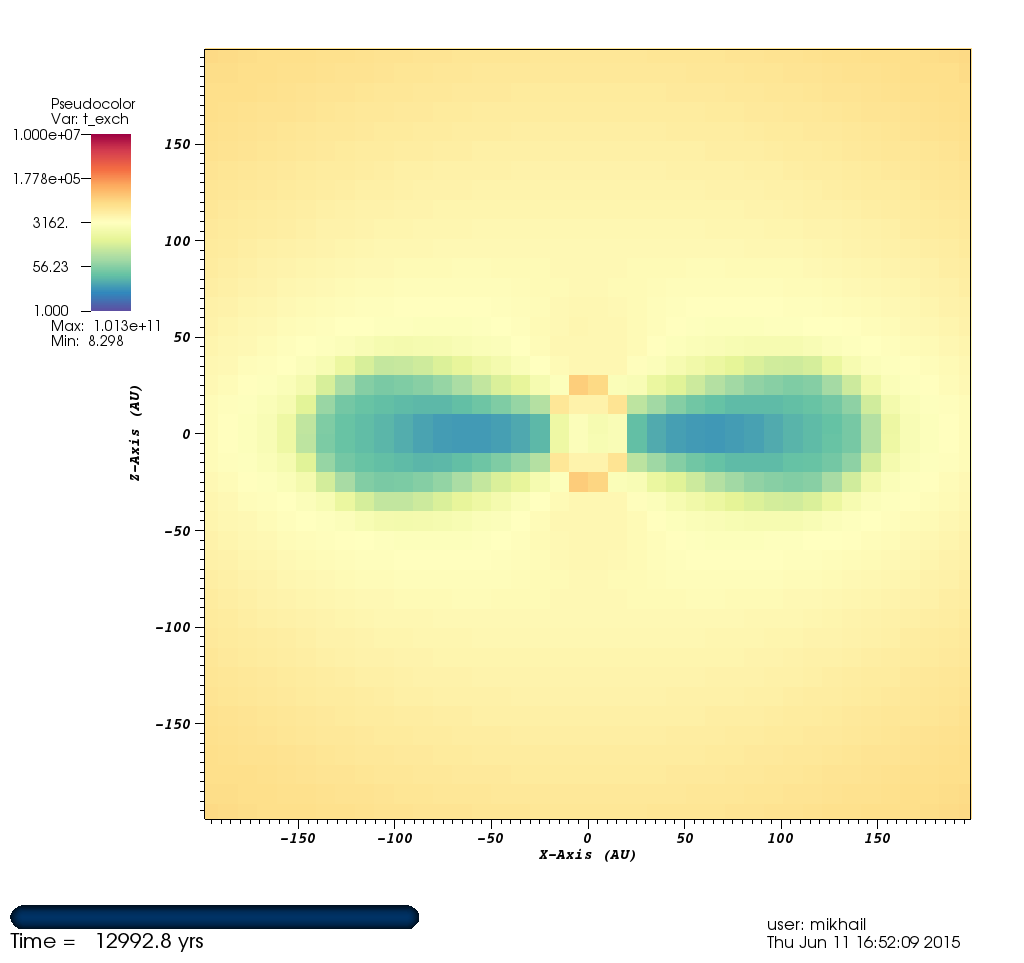 Pseudocolor
Var: t_exch
1.000e+07
1.778e+05
3162.
56.23
1.000
Max: 1.013e+11
Min: 8.298
150
100
50
0
-50
-100
-150
Z-Axis (AU)
-150 -100 -50 0 50 100 150
X-Axis (AU)
Time = 12992.8 yrs
user: mikhail
Thu Jun 11 16:52:09 2015